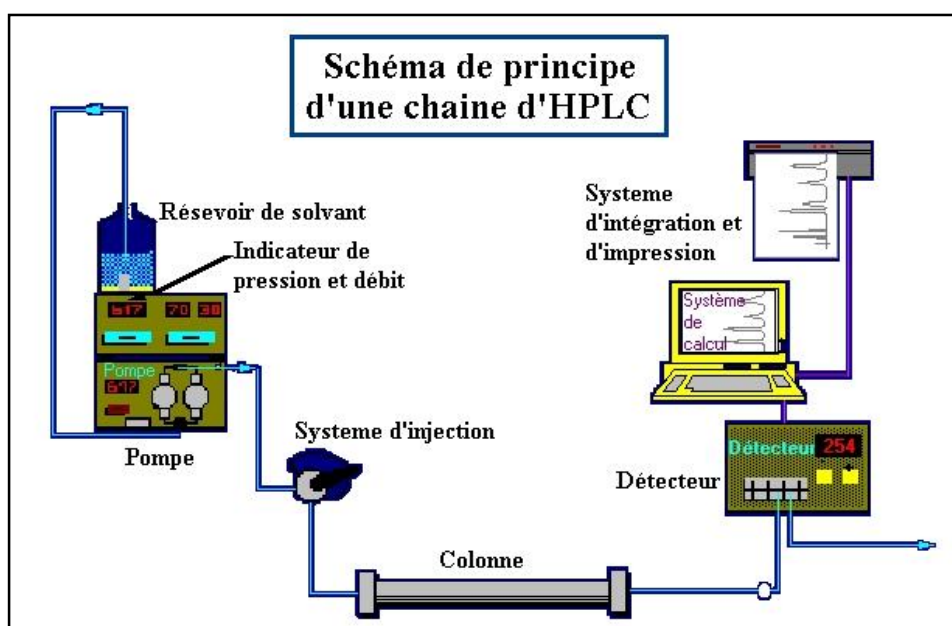 Schéma de principe
d'une chaine d'HPLC
Résevoir de solvant
Indicateur de
pression et débit
617
70
30
Pompe
617
Pompe
Systeme d'injection
Colonne
Systeme
d'intégration et
d'impression
Système
de
calcul
Détecteur
254
Détecteur